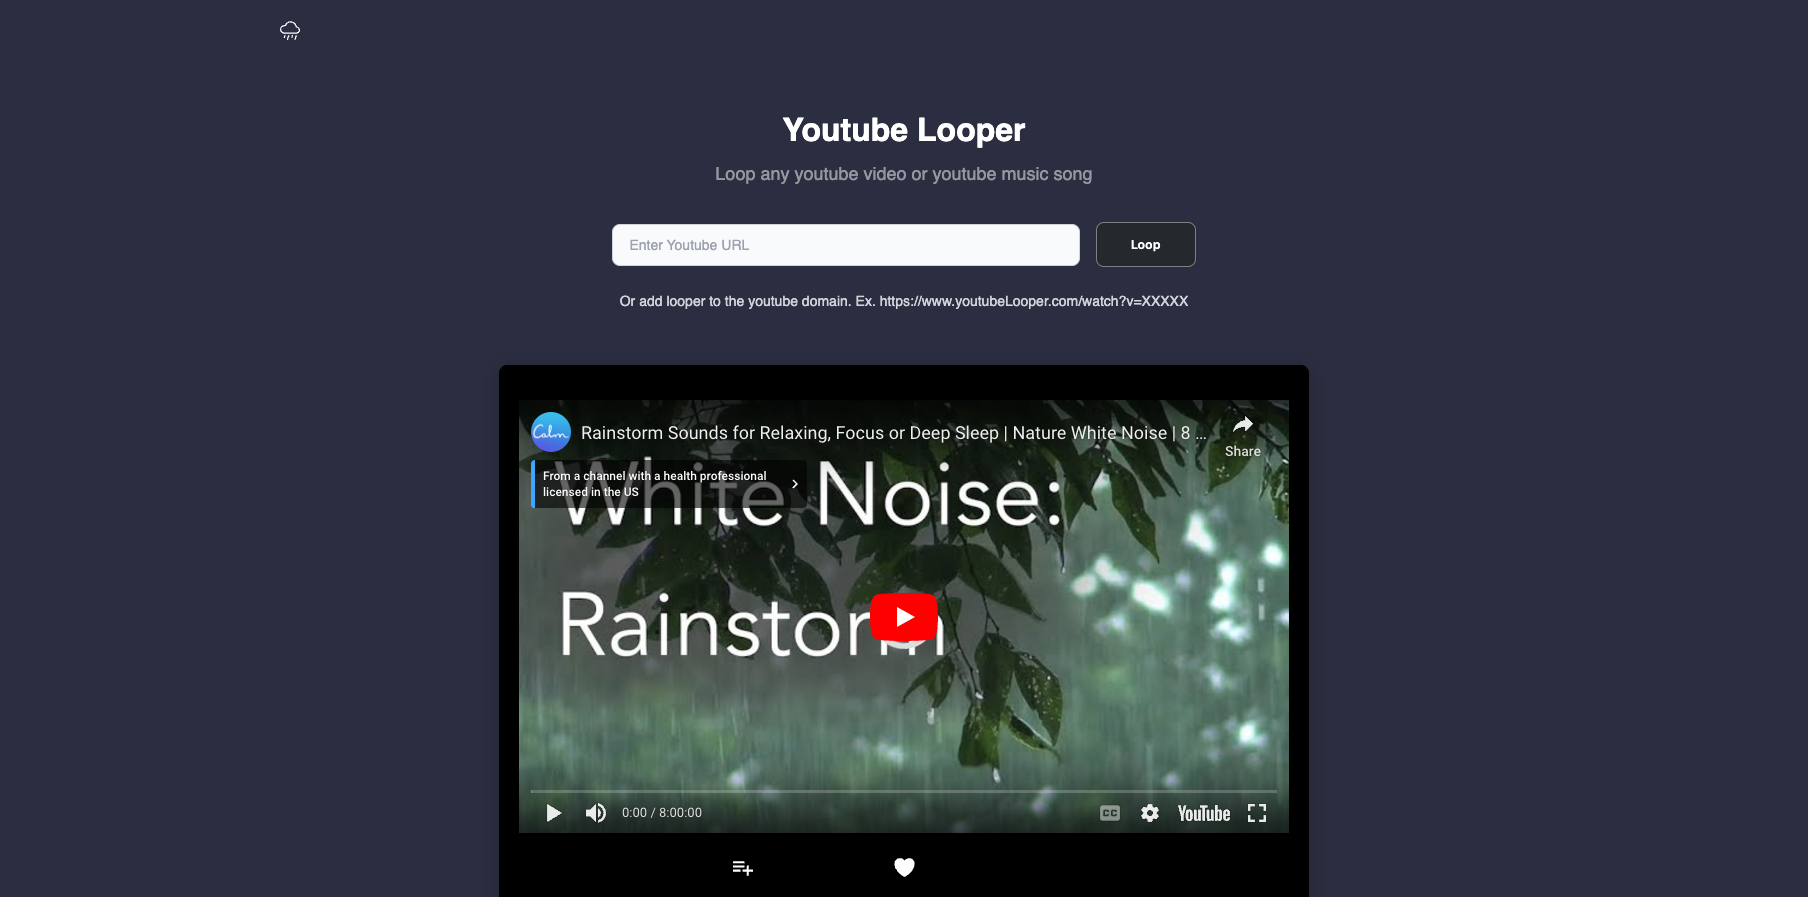 Youtube Looper
Loop any youtube video or youtube music song
Enter Youtube URL
Loop
Or add looper to the youtube domain. Ex. https://www.youtubeLooper.com/watch?v=XXXXX
Calm
Rainstorm Sounds for Relaxing, Focus or Deep Sleep | Nature White Noise | 8 ...
Share
From a channel with a health professional
licensed in the US
White Noise:
Rainstorm
0:00 / 8:00:00
CC
YouTube